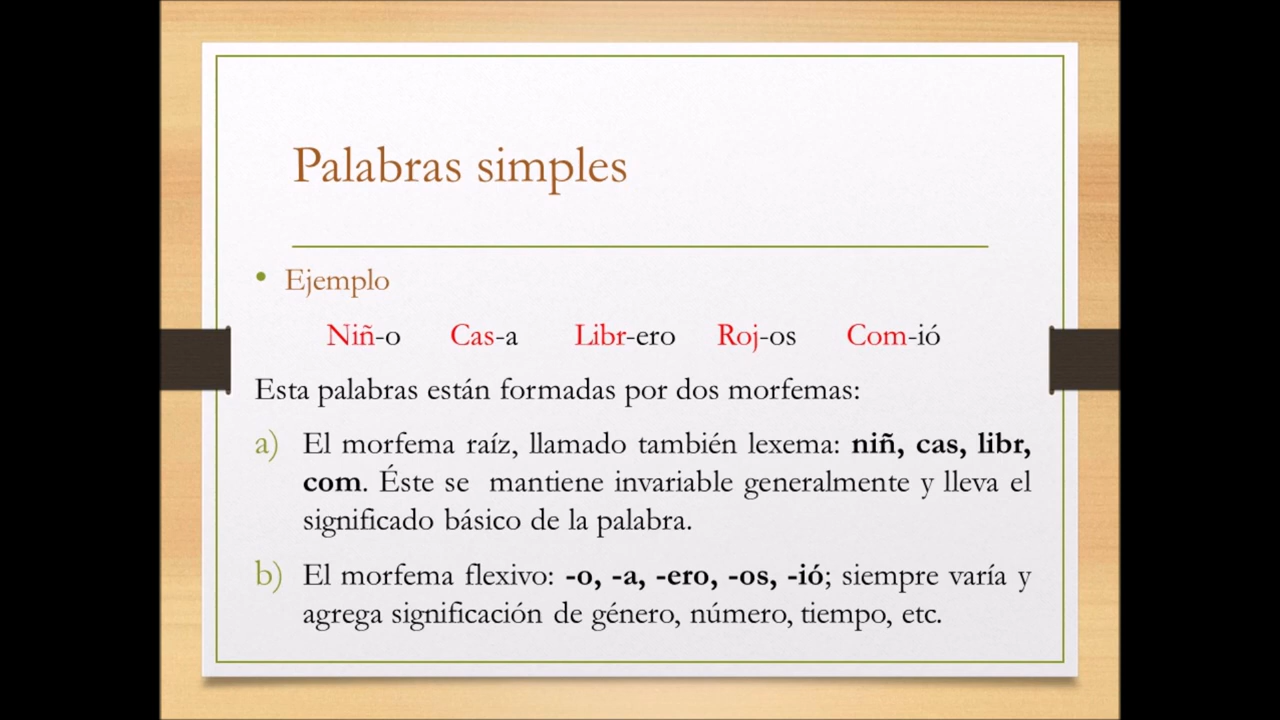 Palabras simples
• Ejemplo
Niñ-o Cas-a Libr-ero Roj-os Com-ió
Esta palabras están formadas por dos morfemas:
a) El morfema raíz, llamado también lexema: niñ, cas, libr,
com. Éste se mantiene invariable generalmente y lleva el
significado básico de la palabra.
b) El morfema flexivo: -o, -a, -ero, -os, -ió; siempre varía y
agrega significación de género, número, tiempo, etc.